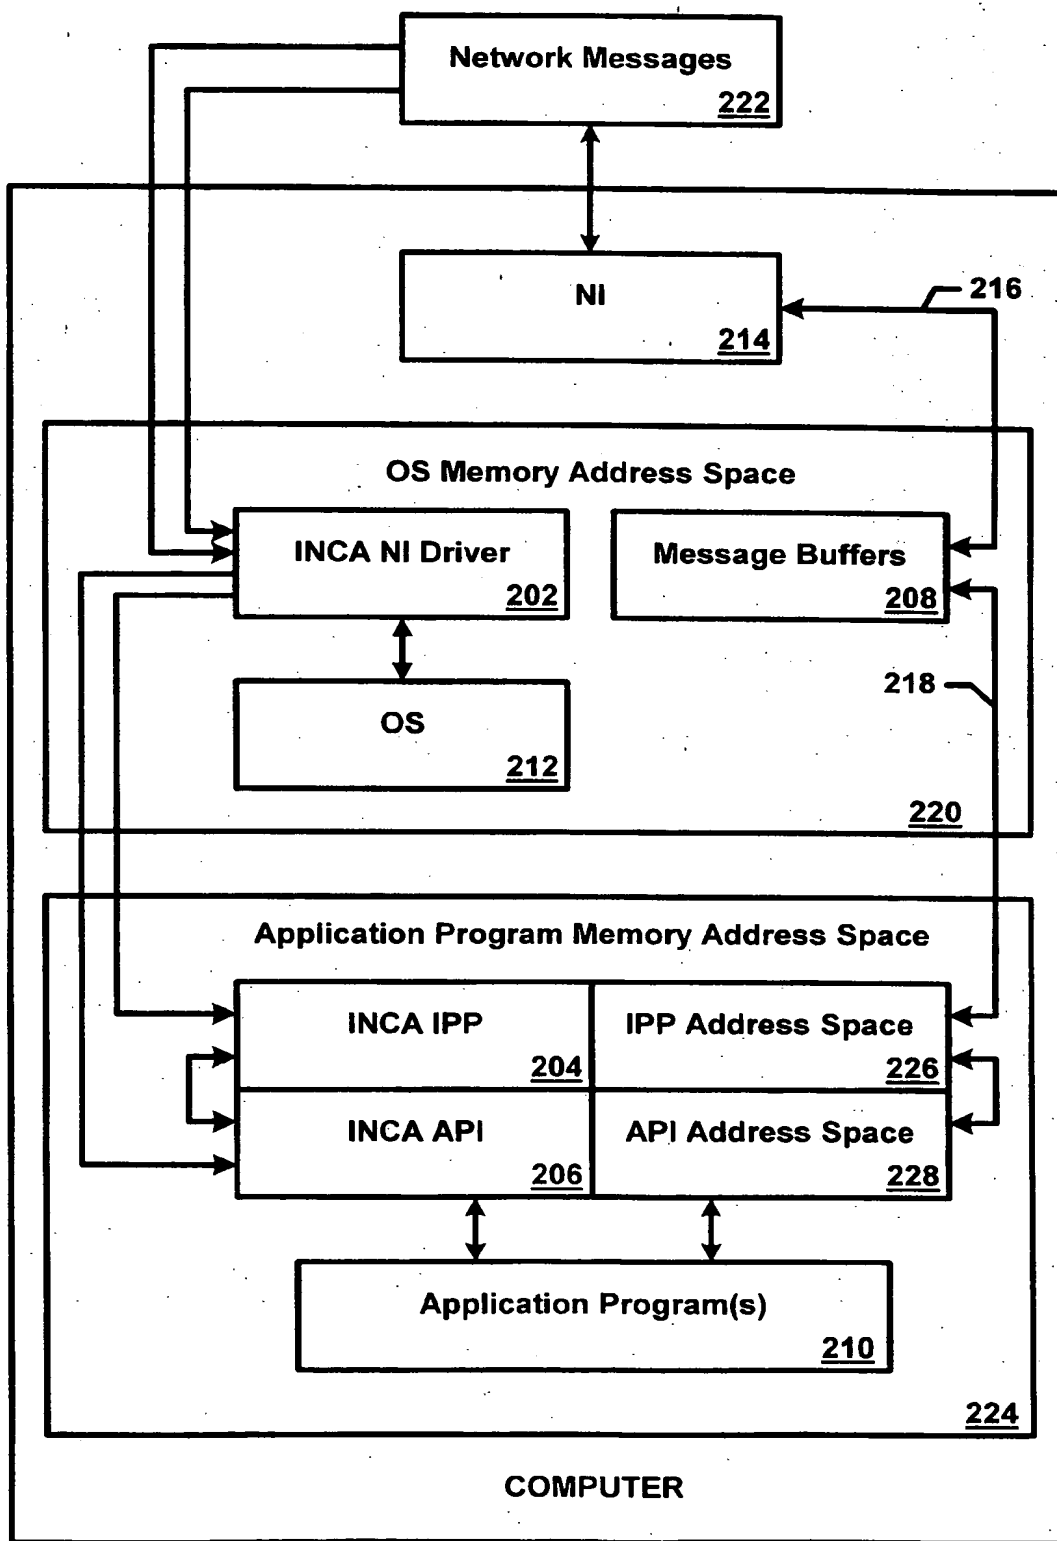 Network Messages
222
NI
214
216
OS Memory Address Space
INCA NI Driver
202
Message Buffers
208
218
OS
212
220
Application Program Memory Address Space
INCA IPP
204
IPP Address Space
226
INCA API
206
API Address Space
228
Application Program(s)
210
224
COMPUTER